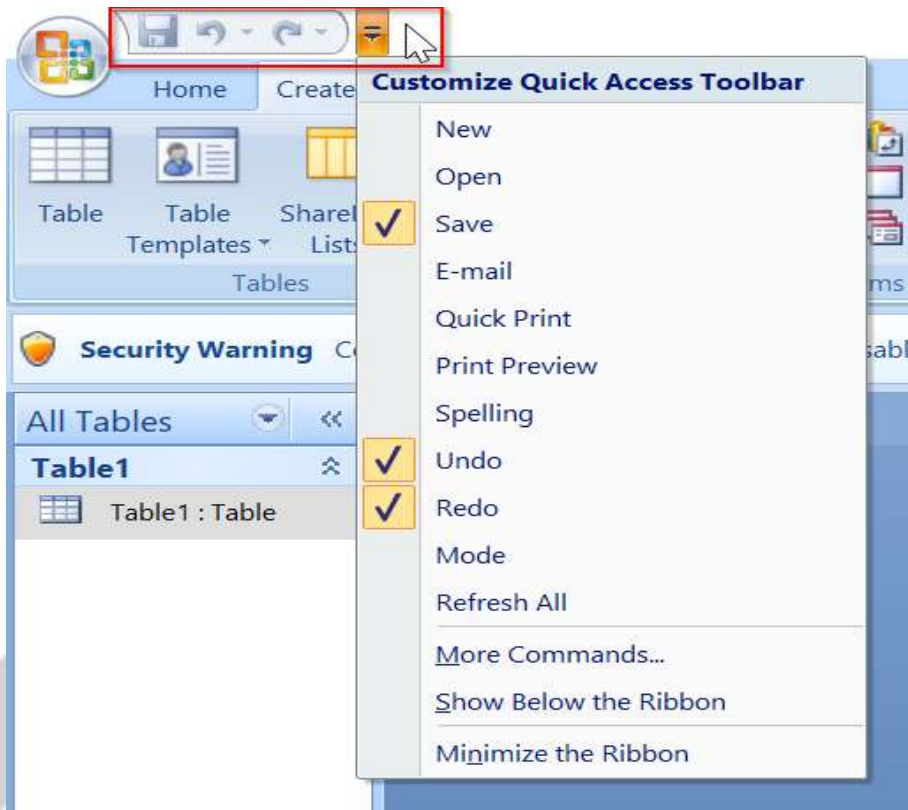 Home Create
Customize Quick Access Toolbar
New
Open
Save
E-mail
Quick Print
Print Preview
Spelling
Undo
Redo
Mode
Refresh All
More Commands...
Show Below the Ribbon
Minimize the Ribbon
Table
Table
Templates
Tables
Security Warning
All Tables
Table1
Table1 : Table